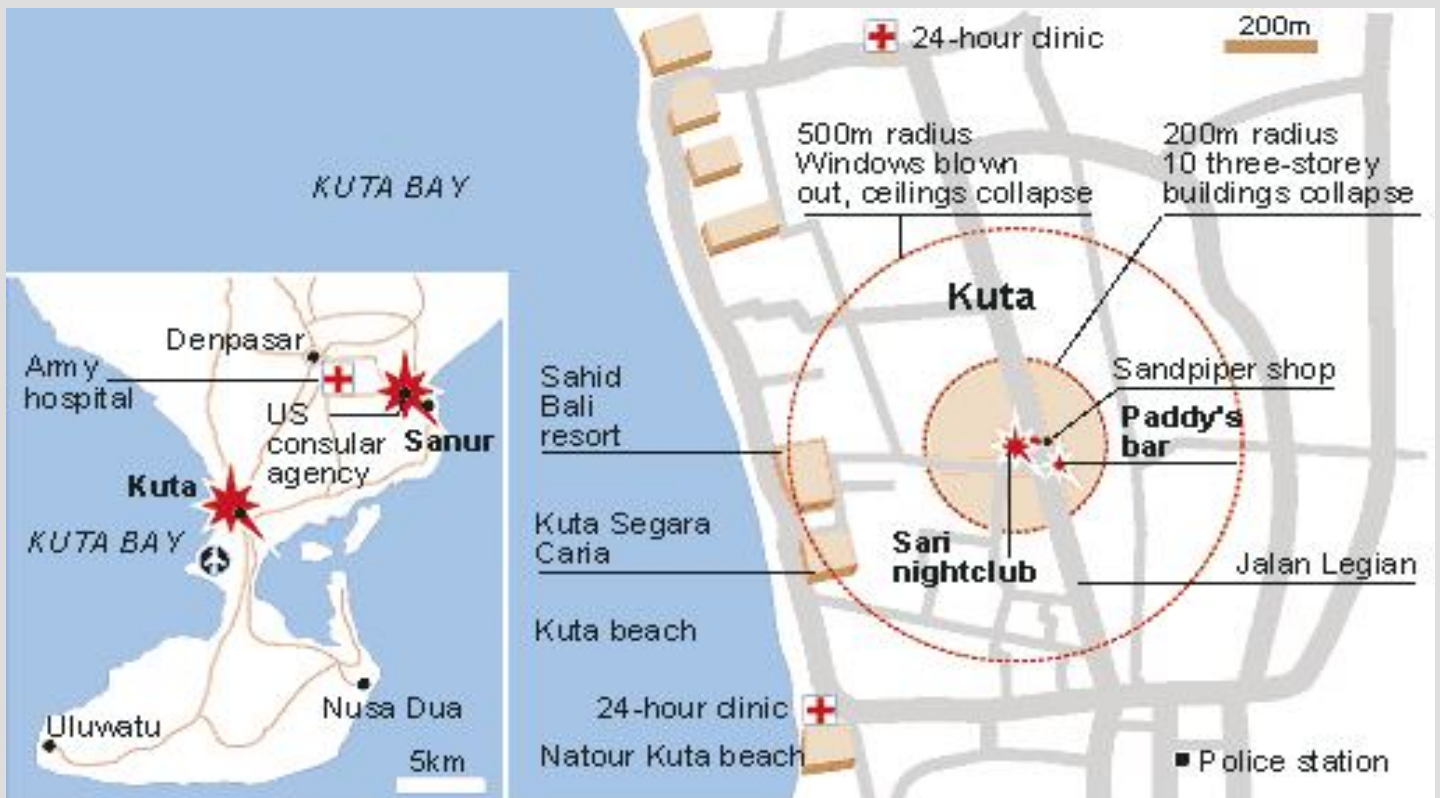 24-hour clinic
200m
500m radius
Windows blown
out, ceilings collapse
200m radius
10 three-storey
buildings collapse
KUTA BAY
Kuta
Sandpiper shop
Paddy's
bar
Sahid
Bali
resort
Kuta Segara
Caria
Sari
nightclub
Jalan Legian
Kuta beach
24-hour clinic
Natour Kuta beach
Police station
Denpasar
Army
hospital
US
consular
agency
Sanur
Kuta
KUTA BAY
Nusa Dua
Uluwatu
5km